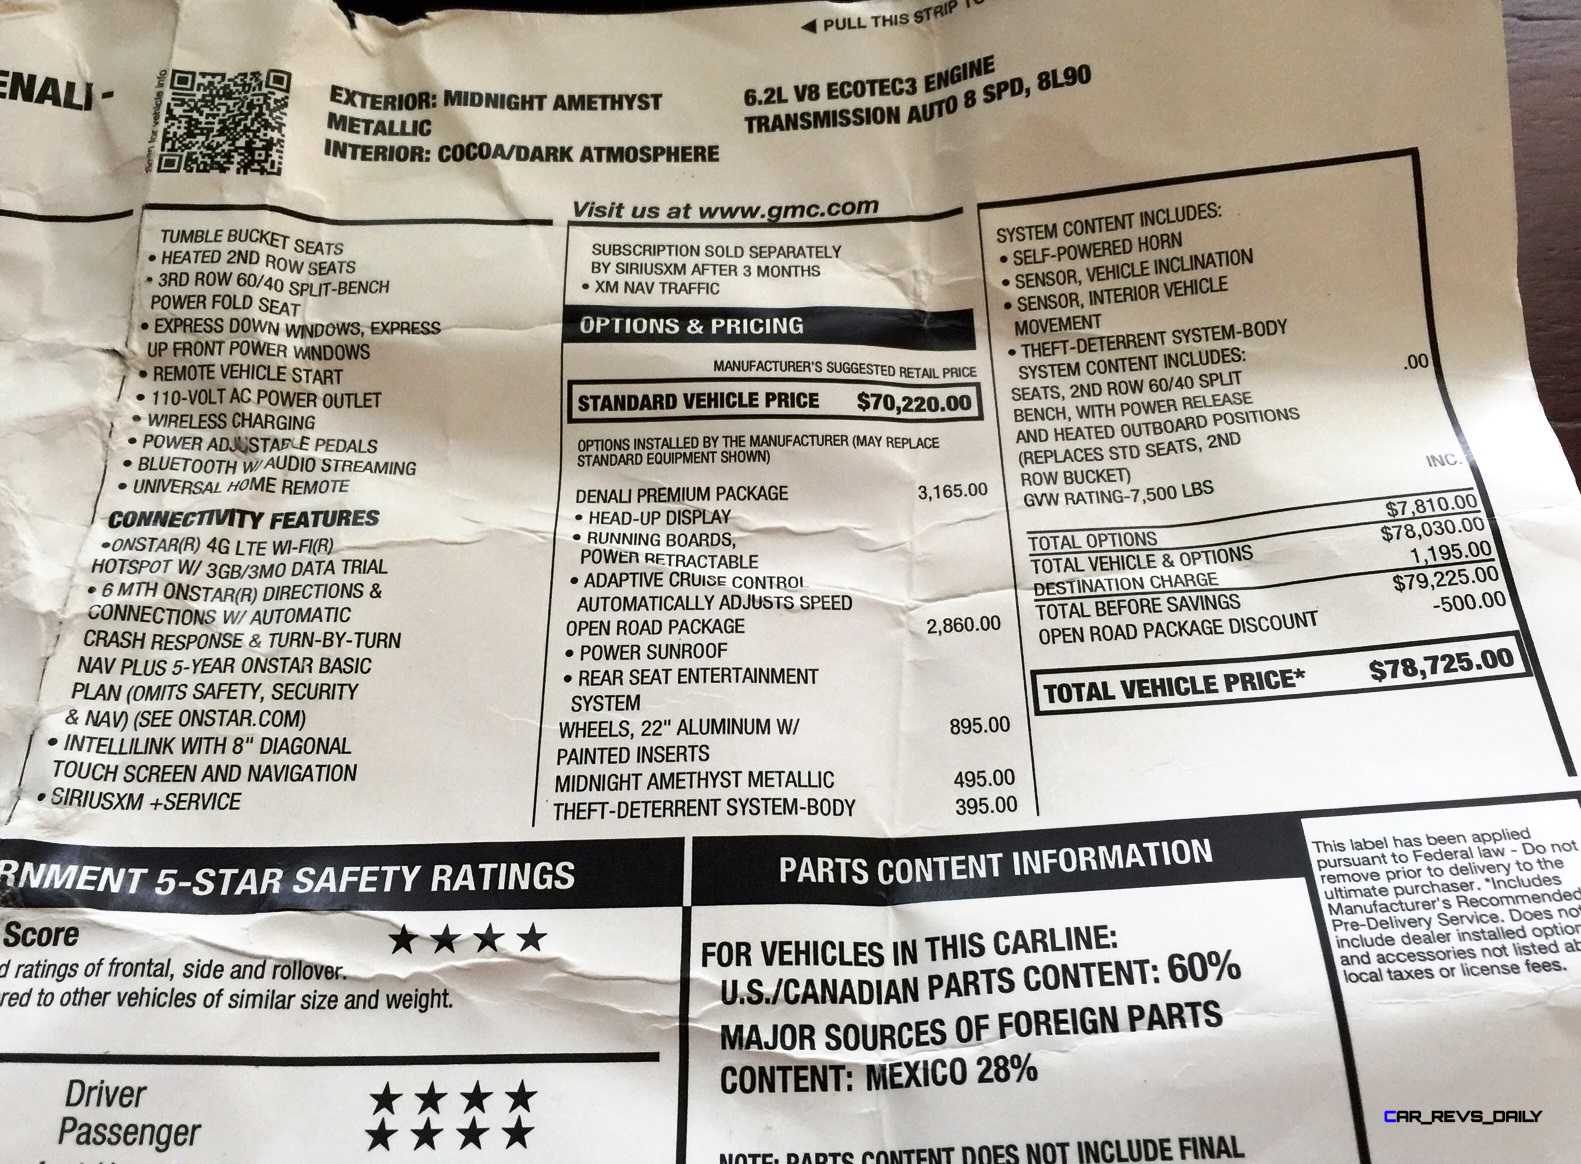 ◄ PULL THIS STRIP
ENALI -
Scan for vehicle info
EXTERIOR: MIDNIGHT AMETHYST
METALLIC
INTERIOR: COCOA/DARK ATMOSPHERE
6.2L V8 ECOTEC3 ENGINE
TRANSMISSION AUTO 8 SPD, 8L90
TUMBLE BUCKET SEATS
• HEATED 2ND ROW SEATS
• 3RD ROW 60/40 SPLIT-BENCH
POWER FOLD SEAT
• EXPRESS DOWN WINDOWS, EXPRESS
UP FRONT POWER WINDOWS
• REMOTE VEHICLE START
• 110-VOLT AC POWER OUTLET
• WIRELESS CHARGING
• POWER ADJUSTABLE PEDALS
• BLUETOOTH W/AUDIO STREAMING
• UNIVERSAL HOME REMOTE
CONNECTIVITY FEATURES
•ONSTAR(R) 4G LTE WI-FI(R)
HOTSPOT W/ 3GB/3MO DATA TRIAL
• 6 MTH ONSTAR(R) DIRECTIONS &
CONNECTIONS W/ AUTOMATIC
CRASH RESPONSE & TURN-BY-TURN
NAV PLUS 5-YEAR ONSTAR BASIC
PLAN (OMITS SAFETY, SECURITY
& NAV) (SEE ONSTAR.COM)
• INTELLILINK WITH 8" DIAGONAL
TOUCH SCREEN AND NAVIGATION
• SIRIUSXM +SERVICE
Visit us at www.gmc.com
SUBSCRIPTION SOLD SEPARATELY
BY SIRIUSXM AFTER 3 MONTHS
• XM NAV TRAFFIC
OPTIONS & PRICING
MANUFACTURER'S SUGGESTED RETAIL PRICE
STANDARD VEHICLE PRICE $70,220.00
OPTIONS INSTALLED BY THE MANUFACTURER (MAY REPLACE
STANDARD EQUIPMENT SHOWN)
DENALI PREMIUM PACKAGE 3,165.00
• HEAD-UP DISPLAY
• RUNNING BOARDS,
POWER RETRACTABLE
• ADAPTIVE CRUISE CONTROL
AUTOMATICALLY ADJUSTS SPEED
OPEN ROAD PACKAGE 2,860.00
• POWER SUNROOF
• REAR SEAT ENTERTAINMENT
SYSTEM
WHEELS, 22" ALUMINUM W/ 895.00
PAINTED INSERTS
MIDNIGHT AMETHYST METALLIC 495.00
THEFT-DETERRENT SYSTEM-BODY 395.00
SYSTEM CONTENT INCLUDES:
• SELF-POWERED HORN
• SENSOR, VEHICLE INCLINATION
• SENSOR, INTERIOR VEHICLE
MOVEMENT
• THEFT-DETERRENT SYSTEM-BODY
SYSTEM CONTENT INCLUDES:
SEATS, 2ND ROW 60/40 SPLIT .00
BENCH, WITH POWER RELEASE
AND HEATED OUTBOARD POSITIONS
(REPLACES STD SEATS, 2ND
ROW BUCKET)
GVW RATING-7,500 LBS INC.
TOTAL OPTIONS $7,810.00
TOTAL VEHICLE & OPTIONS $78,030.00
DESTINATION CHARGE 1,195.00
TOTAL BEFORE SAVINGS $79,225.00
OPEN ROAD PACKAGE DISCOUNT -500.00
TOTAL VEHICLE PRICE* $78,725.00
RNMENT 5-STAR SAFETY RATINGS
Score ★★★★
d ratings of frontal, side and rollover.
red to other vehicles of similar size and weight.
Driver ★★★★
Passenger ★★★★
PARTS CONTENT INFORMATION
FOR VEHICLES IN THIS CARLINE:
U.S./CANADIAN PARTS CONTENT: 60%
MAJOR SOURCES OF FOREIGN PARTS
CONTENT: MEXICO 28%
NOTE: PARTS CONTENT DOES NOT INCLUDE FINAL
This label has been applied
pursuant to Federal law - Do not
remove prior to delivery to the
ultimate purchaser. *Includes
Manufacturer's Recommended
Pre-Delivery Service. Does not
include dealer installed option
and accessories not listed ab
local taxes or license fees.
CAR_REVS_DAILY